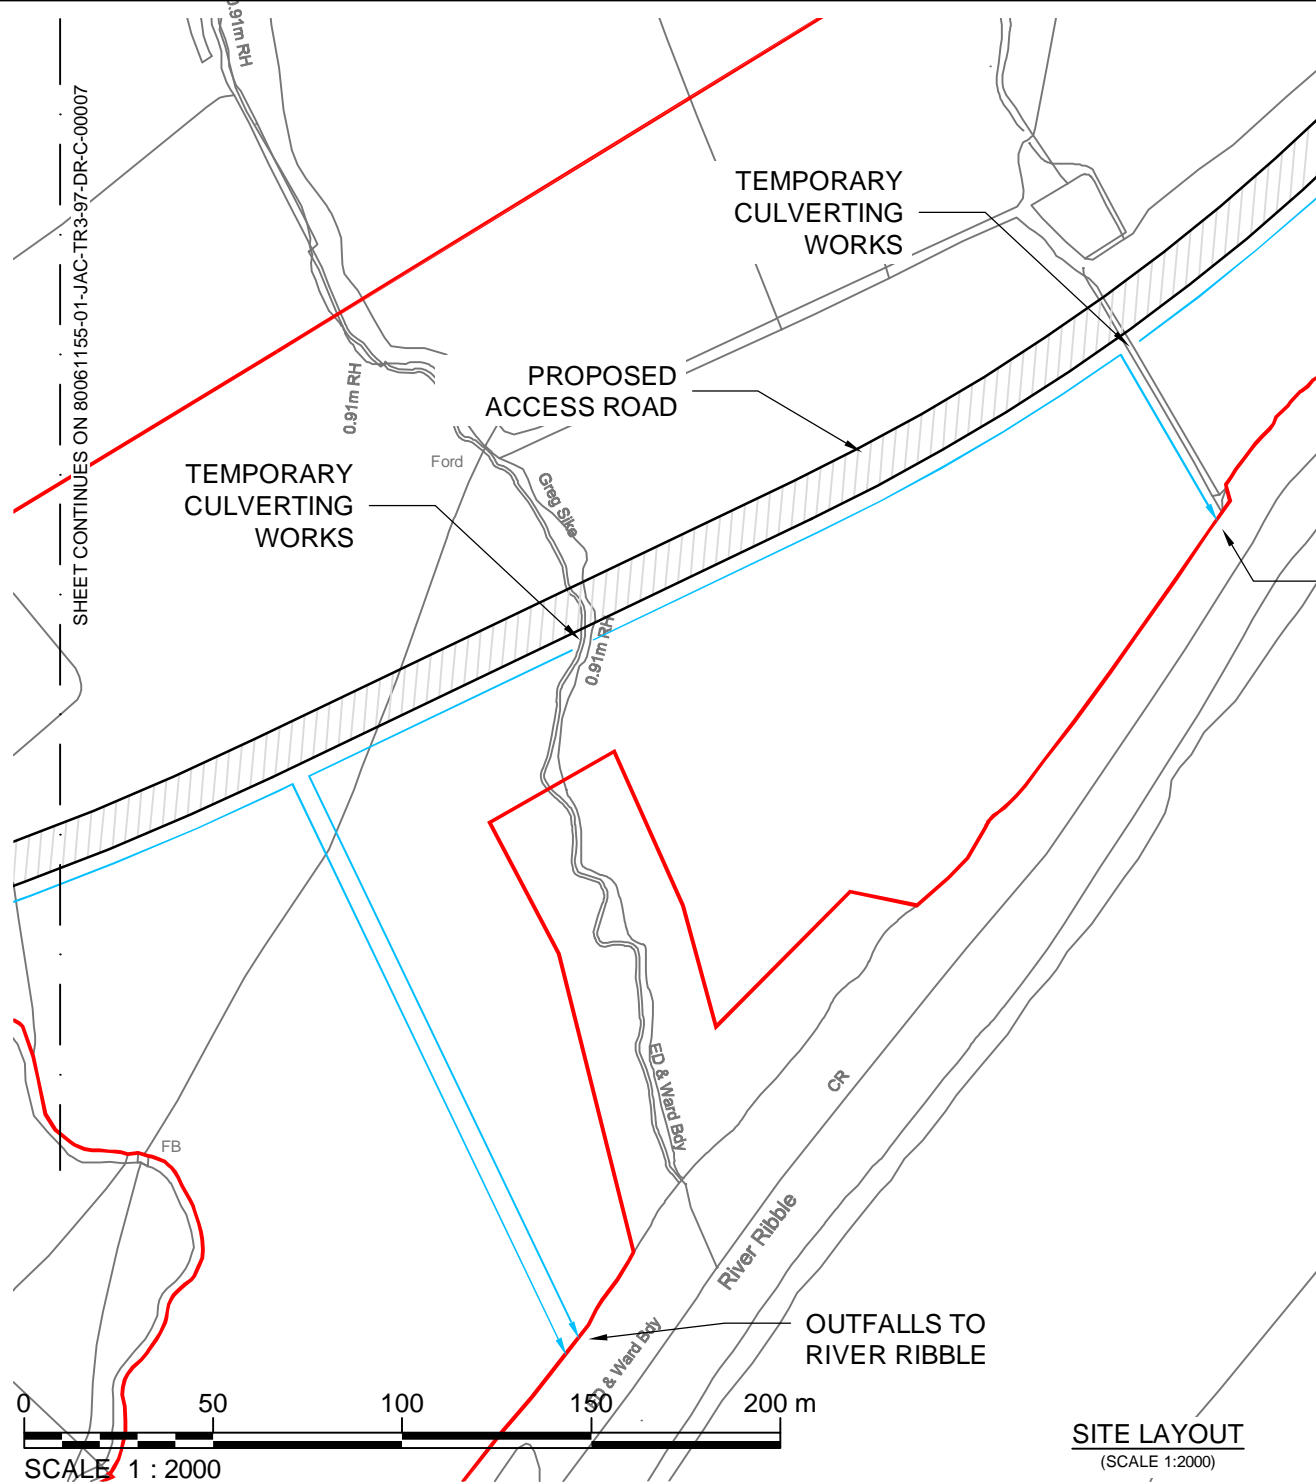 0.91m RH
SHEET CONTINUES ON 80061155-01-JAC-TR3-97-DR-C-00007
TEMPORARY
CULVERTING
WORKS
0.91m RH
PROPOSED
ACCESS ROAD
Ford
Greg Sike
TEMPORARY
CULVERTING
WORKS
0.91m RH
ED & Ward Bdy
CR
FB
River Ribble
OUTFALLS TO
RIVER RIBBLE
ED & Ward Bdy
0 50 100 150 200 m
SCALE 1 : 2000
SITE LAYOUT
(SCALE 1:2000)